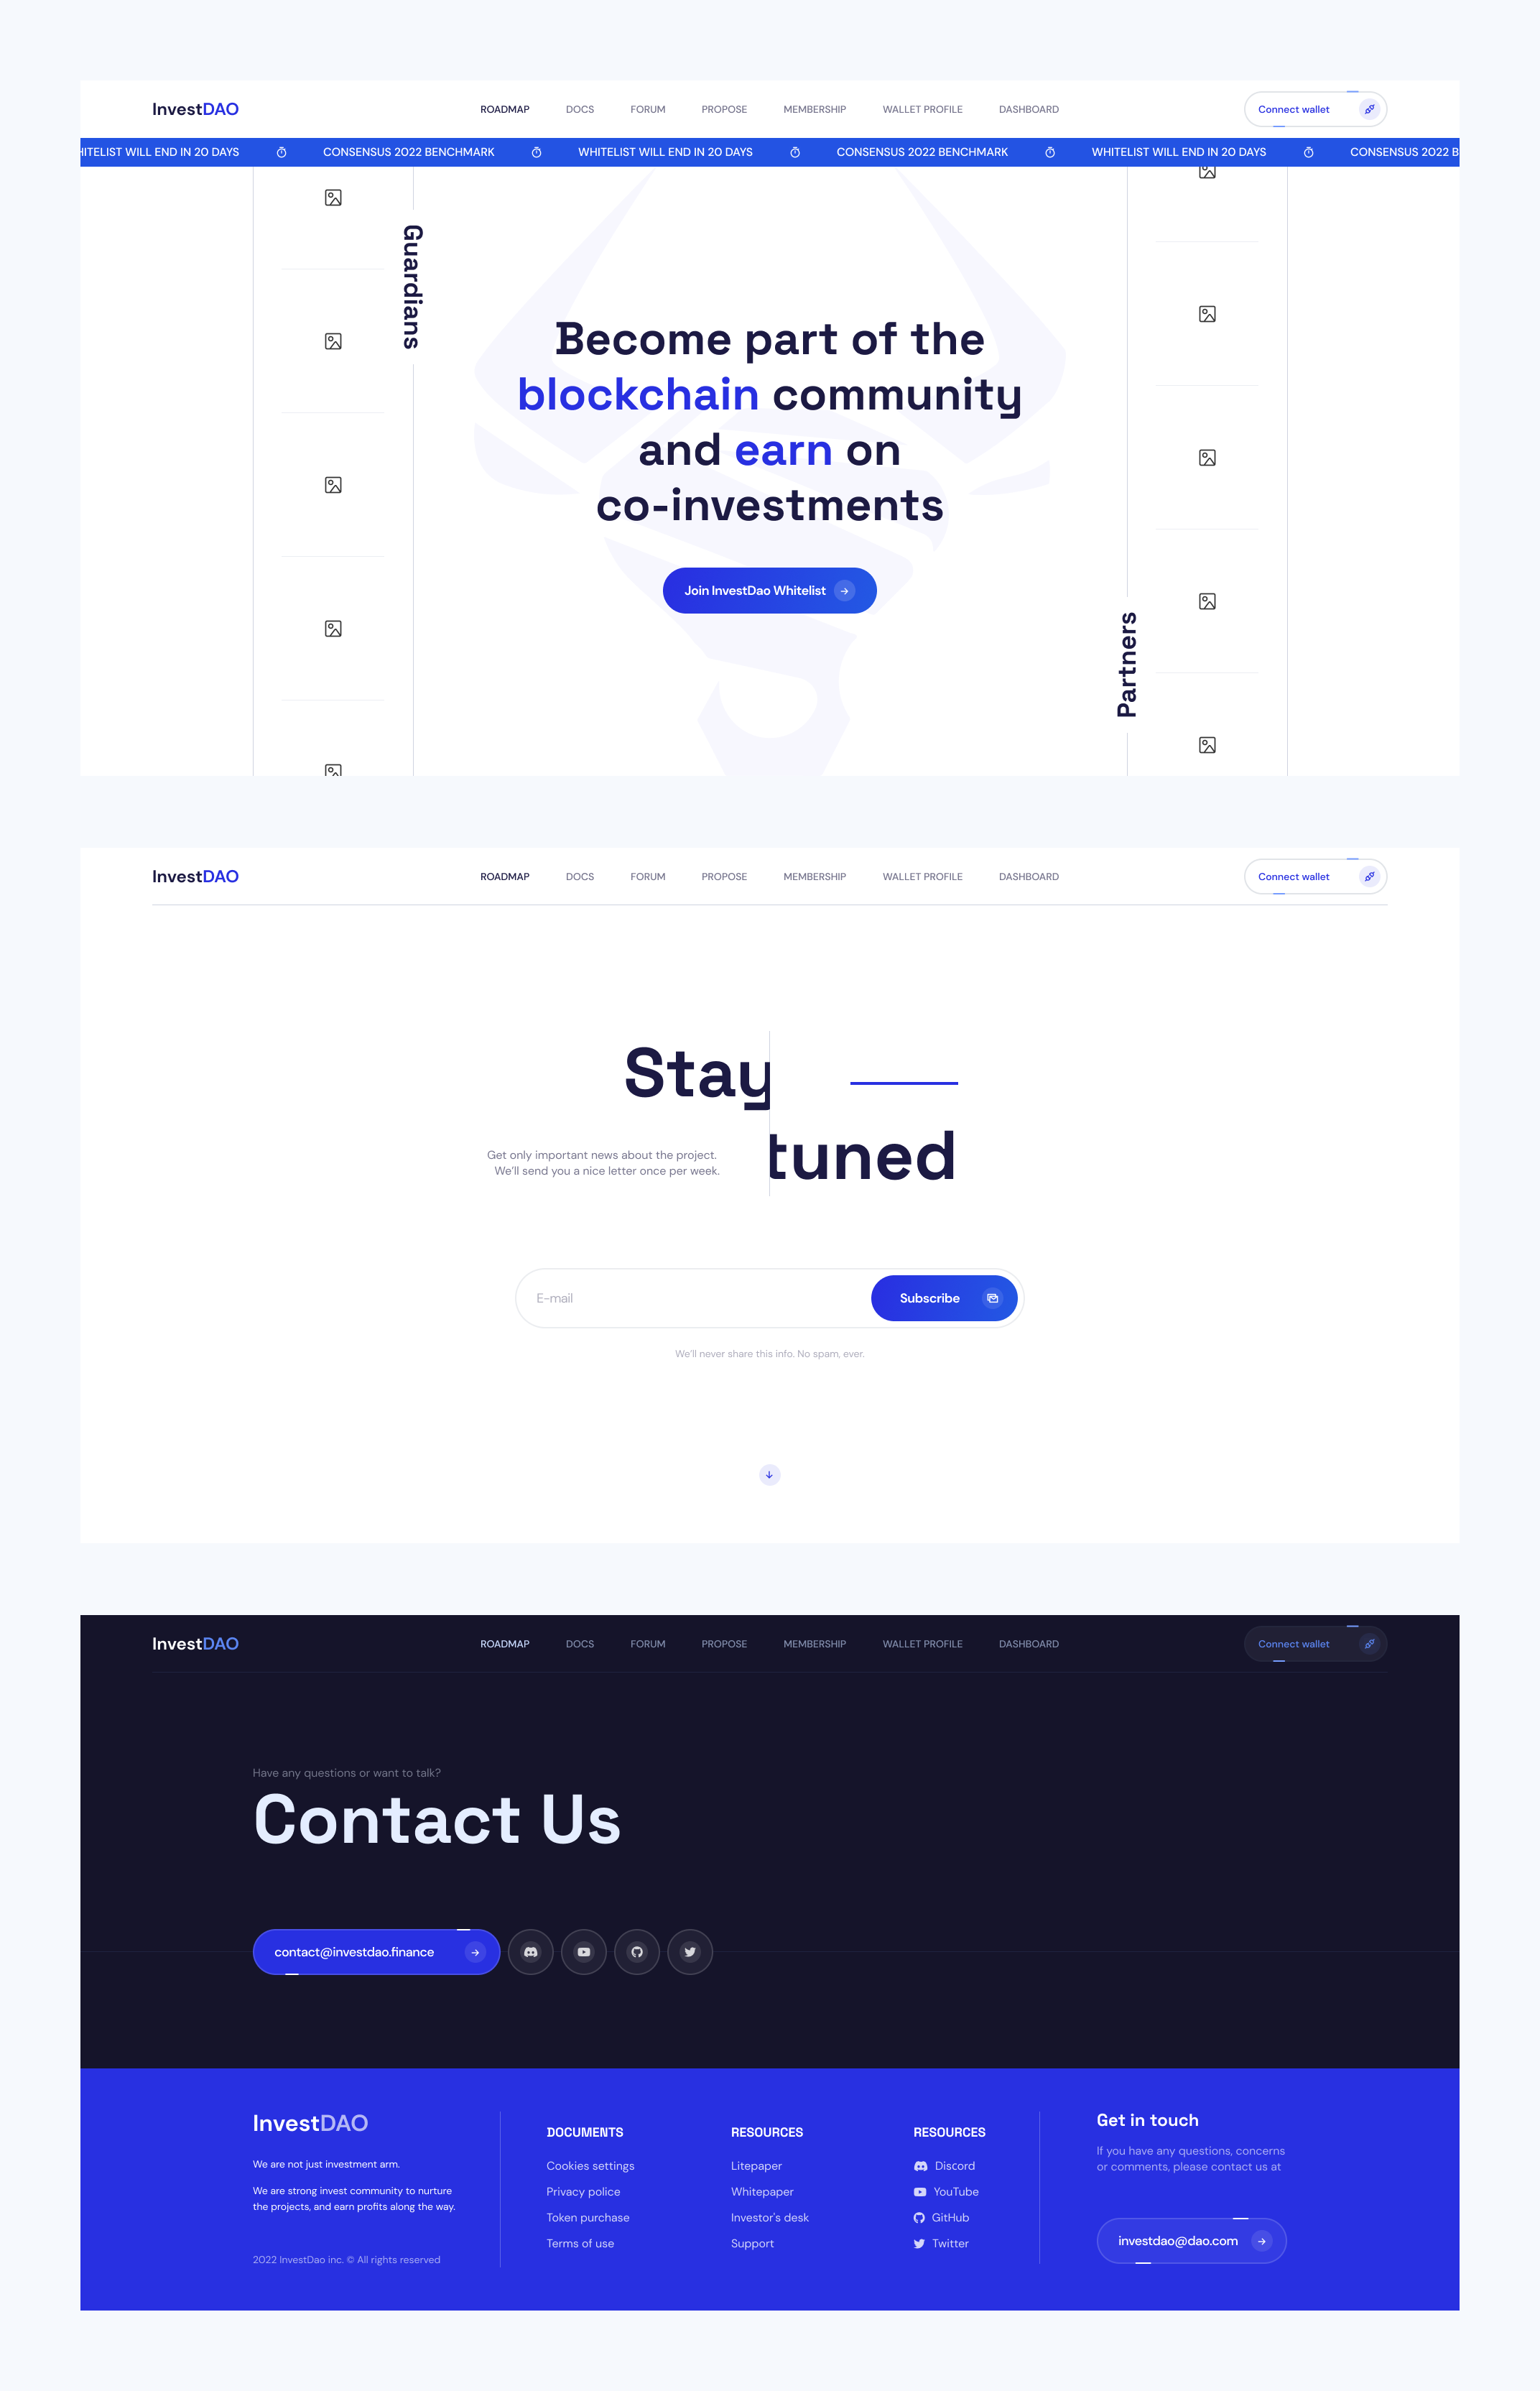 InvestDAO
ROADMAP DOCS FORUM PROPOSE MEMBERSHIP WALLET PROFILE DASHBOARD
Connect wallet
HITELIST WILL END IN 20 DAYS CONSENSUS 2022 BENCHMARK WHITELIST WILL END IN 20 DAYS CONSENSUS 2022 BENCHMARK WHITELIST WILL END IN 20 DAYS CONSENSUS 2022 B
Guardians
Become part of the
blockchain community
and earn on
co-investments
Join InvestDao Whitelist
Partners
InvestDAO
ROADMAP DOCS FORUM PROPOSE MEMBERSHIP WALLET PROFILE DASHBOARD
Connect wallet
Stay
tuned
Get only important news about the project.
We'll send you a nice letter once per week.
E-mail
Subscribe
We'll never share this info. No spam, ever.
InvestDAO
ROADMAP DOCS FORUM PROPOSE MEMBERSHIP WALLET PROFILE DASHBOARD
Connect wallet
Have any questions or want to talk?
Contact Us
contact@investdao.finance
InvestDAO
We are not just investment arm.
We are strong invest community to nurture
the projects, and earn profits along the way.
2022 InvestDao inc. © All rights reserved
DOCUMENTS
Cookies settings
Privacy police
Token purchase
Terms of use
RESOURCES
Litepaper
Whitepaper
Investor's desk
Support
RESOURCES
Discord
YouTube
GitHub
Twitter
Get in touch
If you have any questions, concerns
or comments, please contact us at
investdao@dao.com